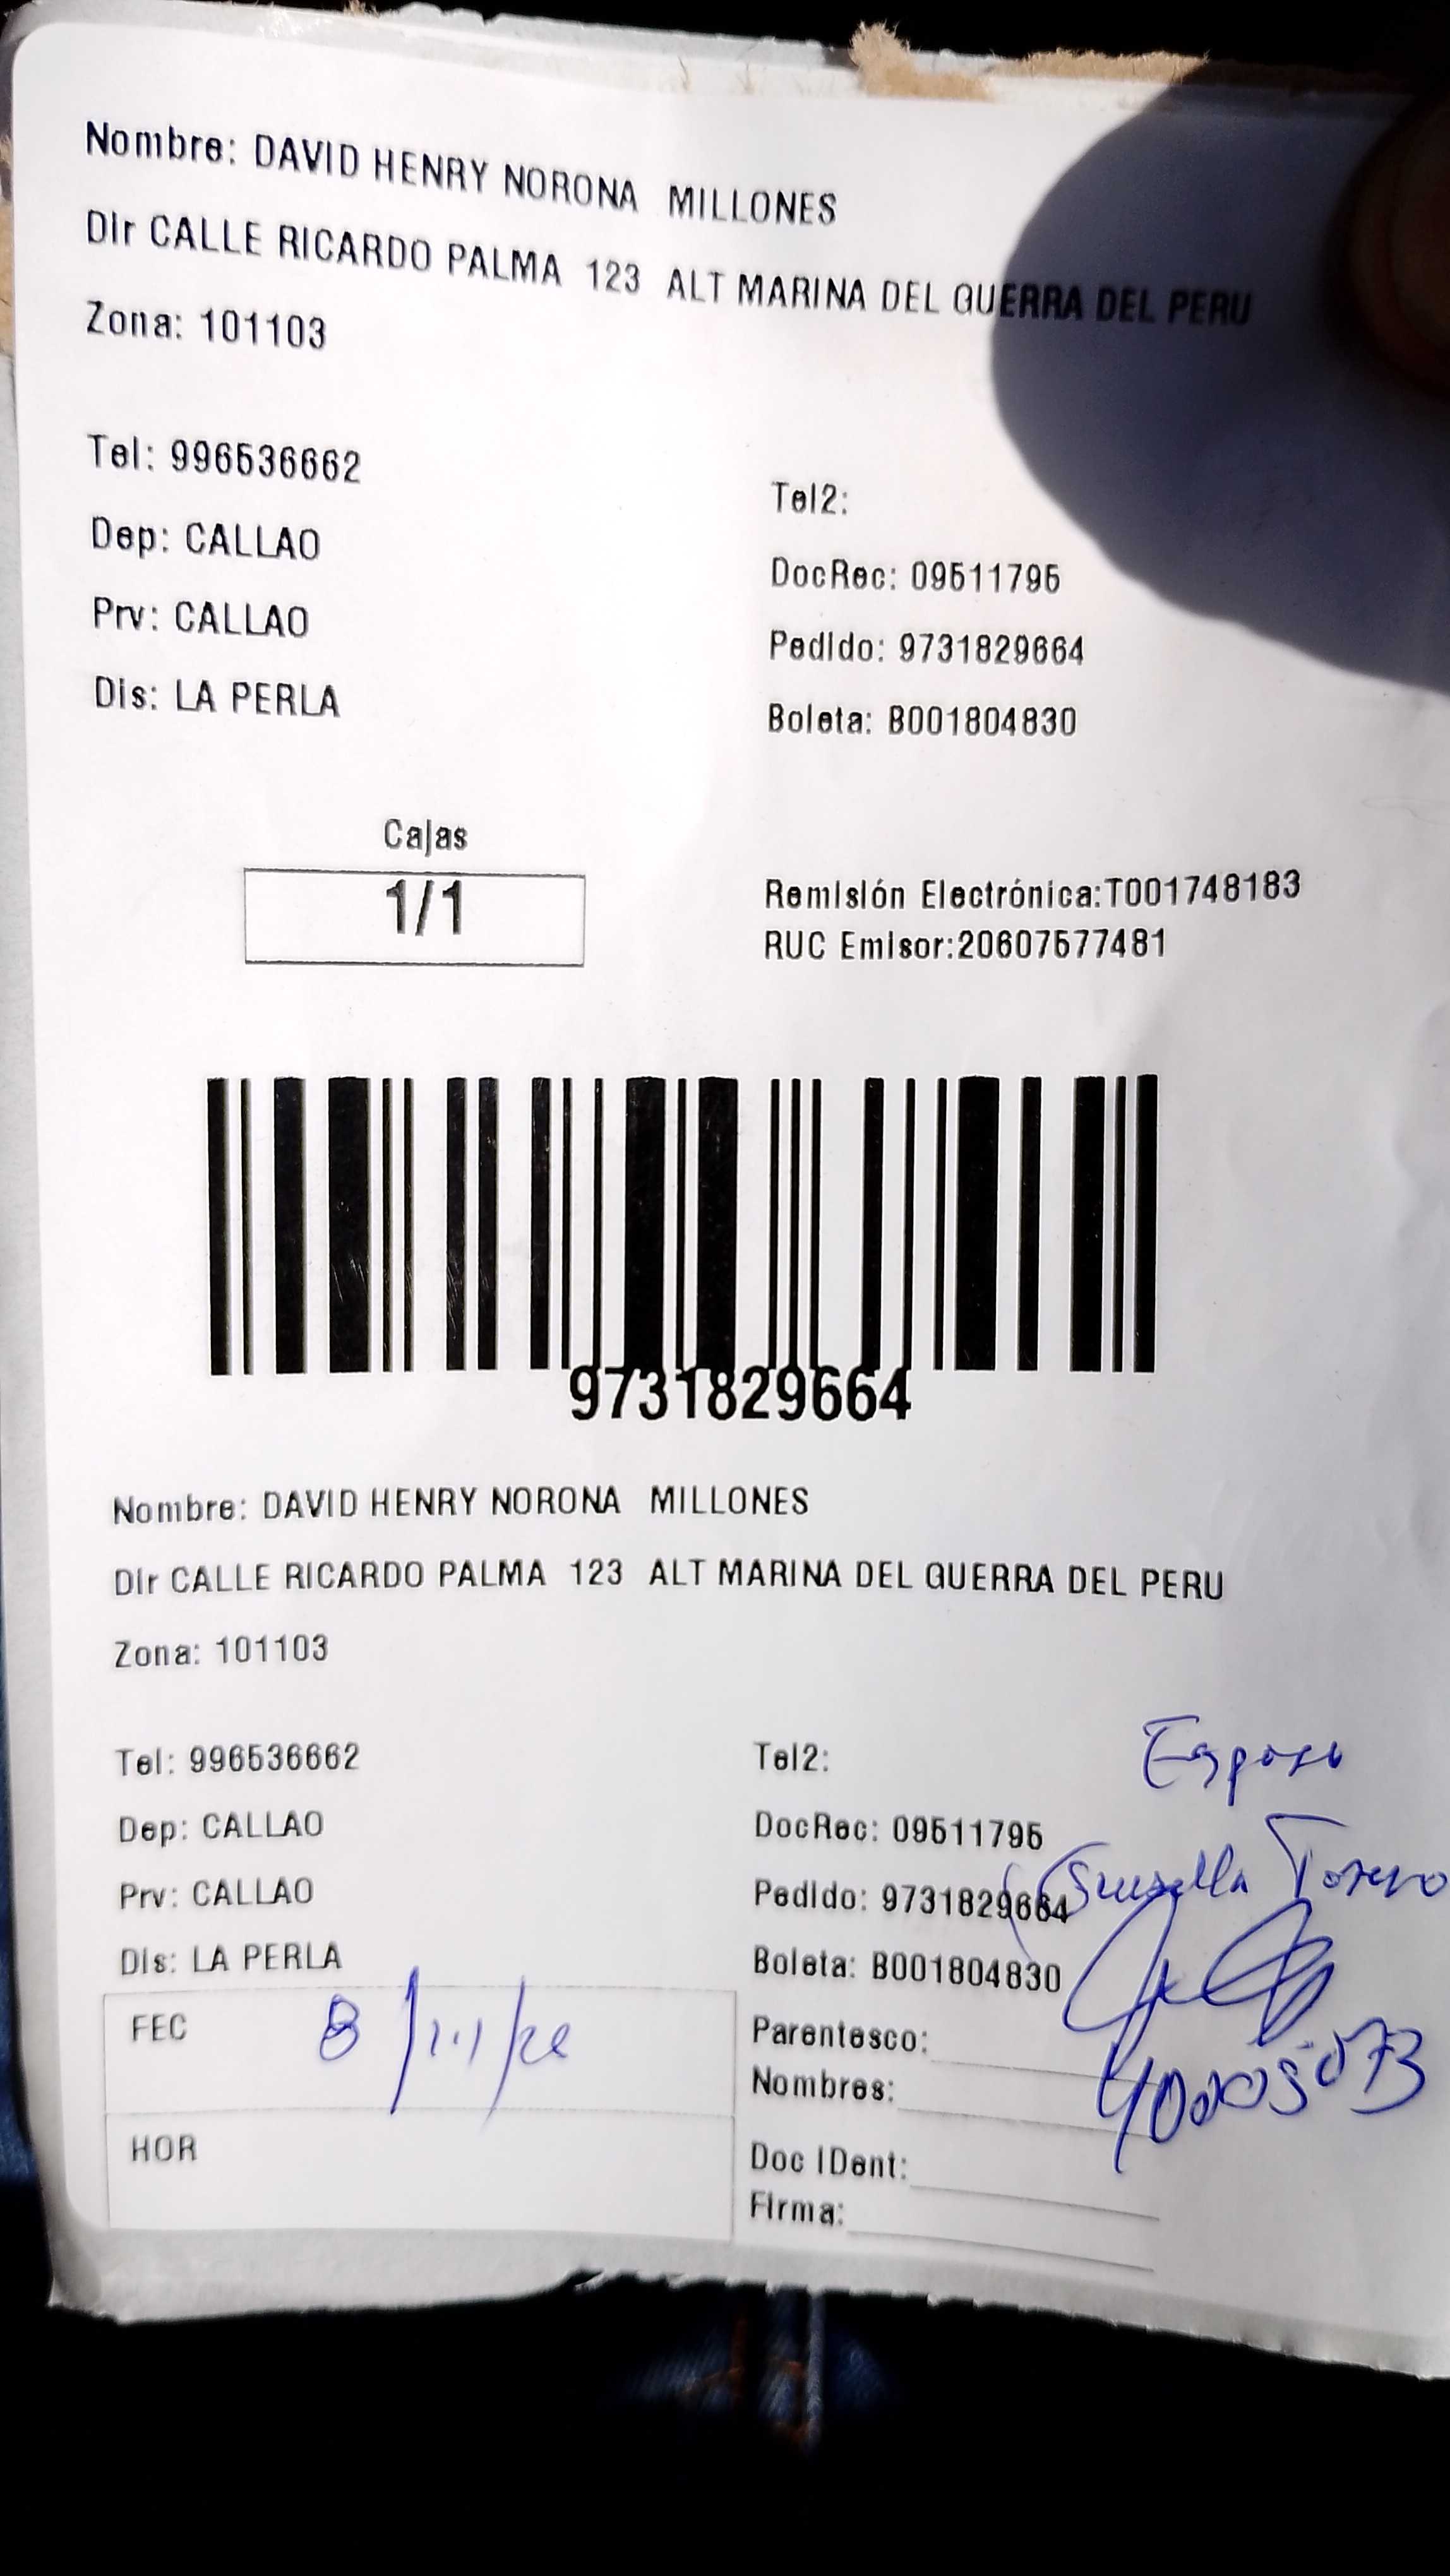 Nombre: DAVID HENRY NORONA MILLONES
Dir CALLE RICARDO PALMA 123 ALT MARINA DEL GUERRA DEL PERU
Zona: 101103
Tel: 996536662
Tel2:
Dep: CALLAO
DocRec: 09511795
Prv: CALLAO
Pedido: 9731829664
Dis: LA PERLA
Boleta: B001804830
Cajas
1/1
Remisión Electrónica:T001748183
RUC Emisor:20607577481
9731829664
Nombre: DAVID HENRY NORONA MILLONES
Dir CALLE RICARDO PALMA 123 ALT MARINA DEL GUERRA DEL PERU
Zona: 101103
Tel: 996536662
Tel2:
Esposa
Dep: CALLAO
DocRec: 09511795
Prv: CALLAO
Pedido: 9731829664
Torero
Dis: LA PERLA
Boleta: B001804830
FEC
Parentesco:
Nombres:
40005073
HOR
Doc IDent:
Firma: